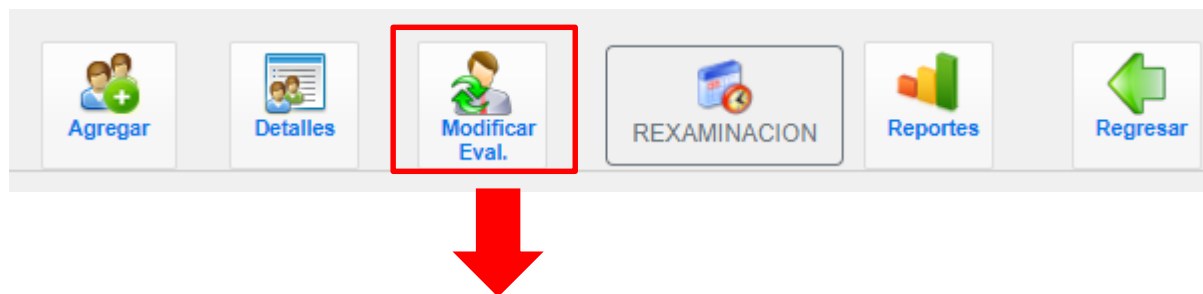 Agregar
Detalles
Modificar
Eval.
REXAMINACION
Reportes
Regresar